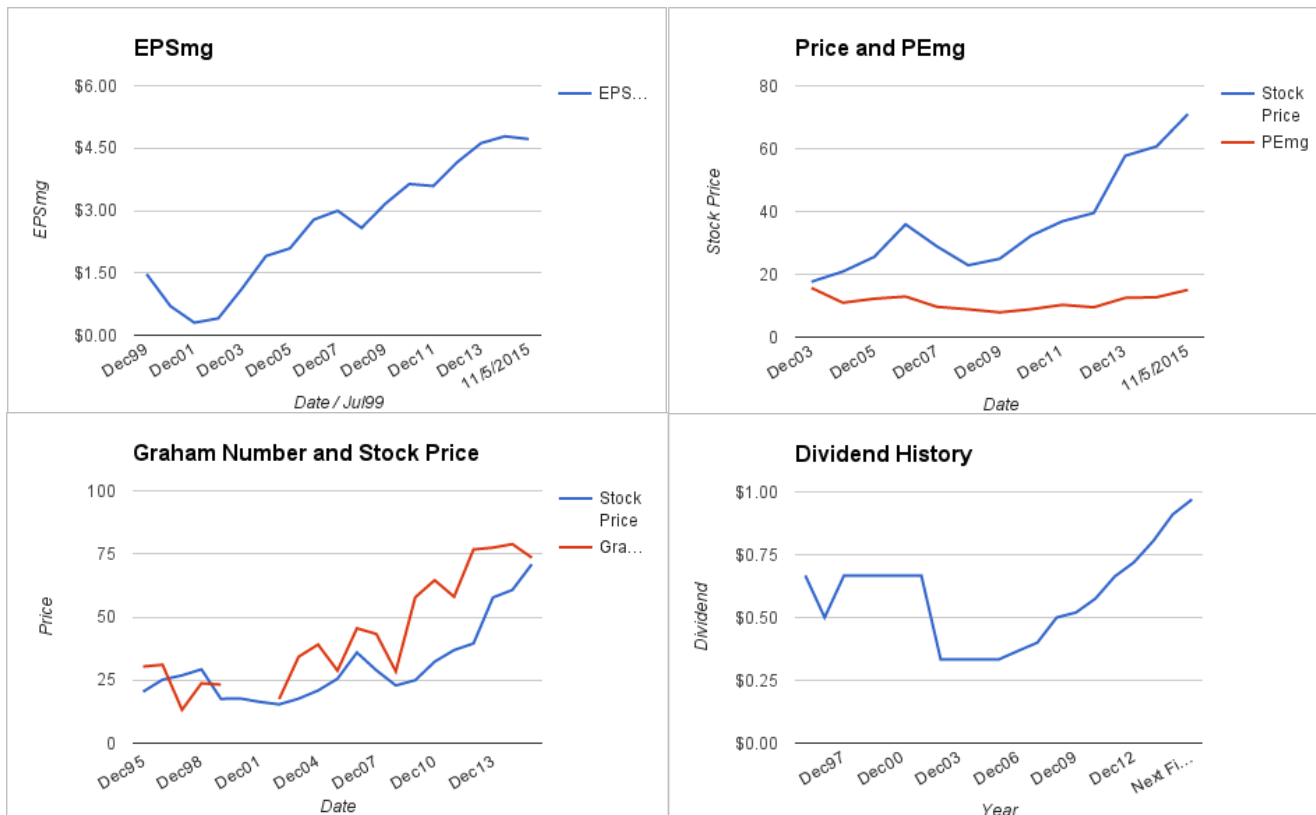 EPSmg
$6.00
$4.50
$3.00
$1.50
$0.00
EPSmg
EPS...
Dec99
Dec01
Dec03
Dec05
Dec07
Dec09
Dec11
Dec13
11/5/2015
Date / Jul99
Price and PEmg
80
60
40
20
0
Stock Price
Stock
Price
PEmg
Dec03
Dec05
Dec07
Dec09
Dec11
Dec13
11/5/2015
Date
Graham Number and Stock Price
100
75
50
25
0
Price
Stock
Price
Gra...
Dec95
Dec98
Dec01
Dec04
Dec07
Dec10
Dec13
Date
Dividend History
$1.00
$0.75
$0.50
$0.25
$0.00
Dividend
Dec97
Dec00
Dec03
Dec06
Dec09
Dec12
Next Fi...
Year